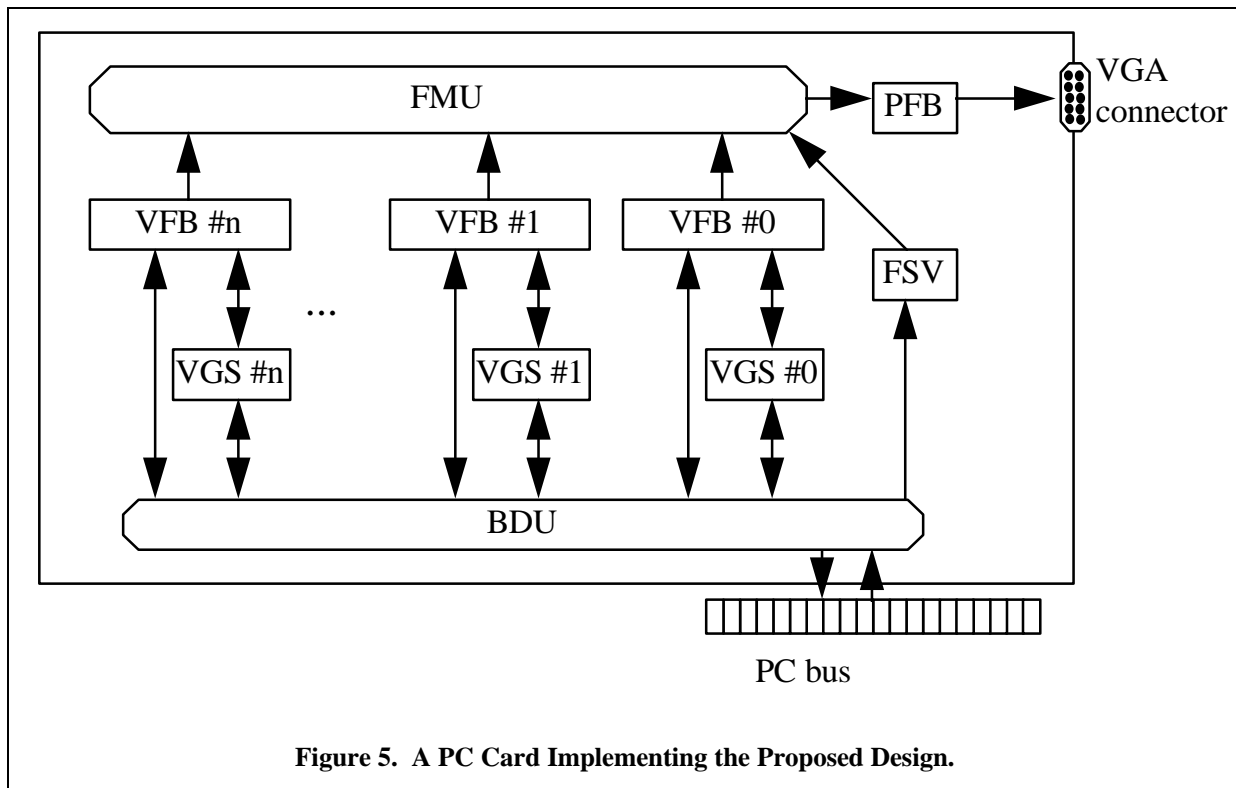 FMU
PFB
VGA
connector
VFB #n
VFB #1
VFB #0
FSV
...
VGS #n
VGS #1
VGS #0
BDU
PC bus
Figure 5. A PC Card Implementing the Proposed Design.